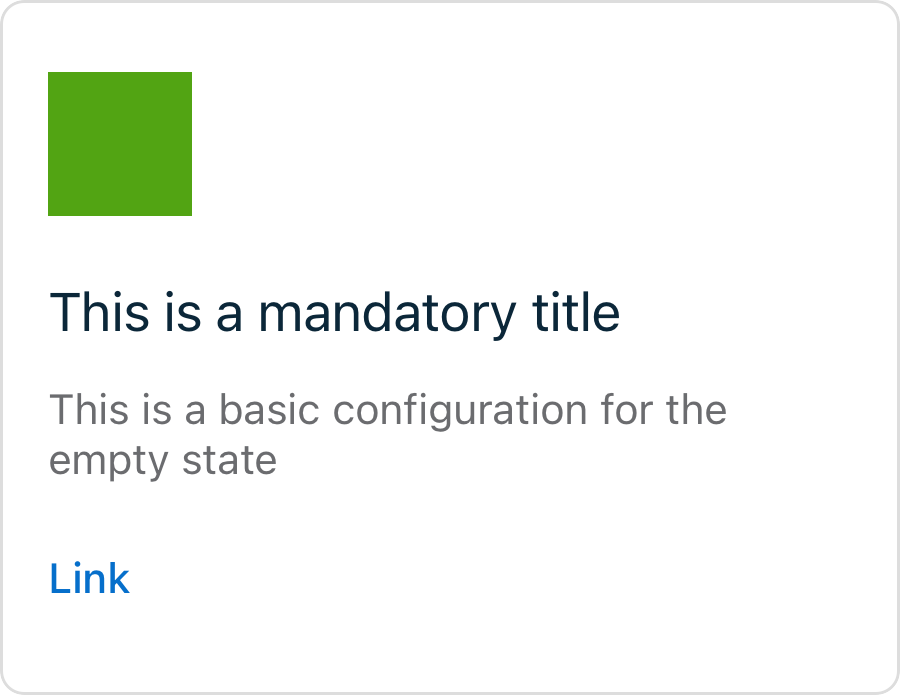 This is a mandatory title
This is a basic configuration for the
empty state
Link